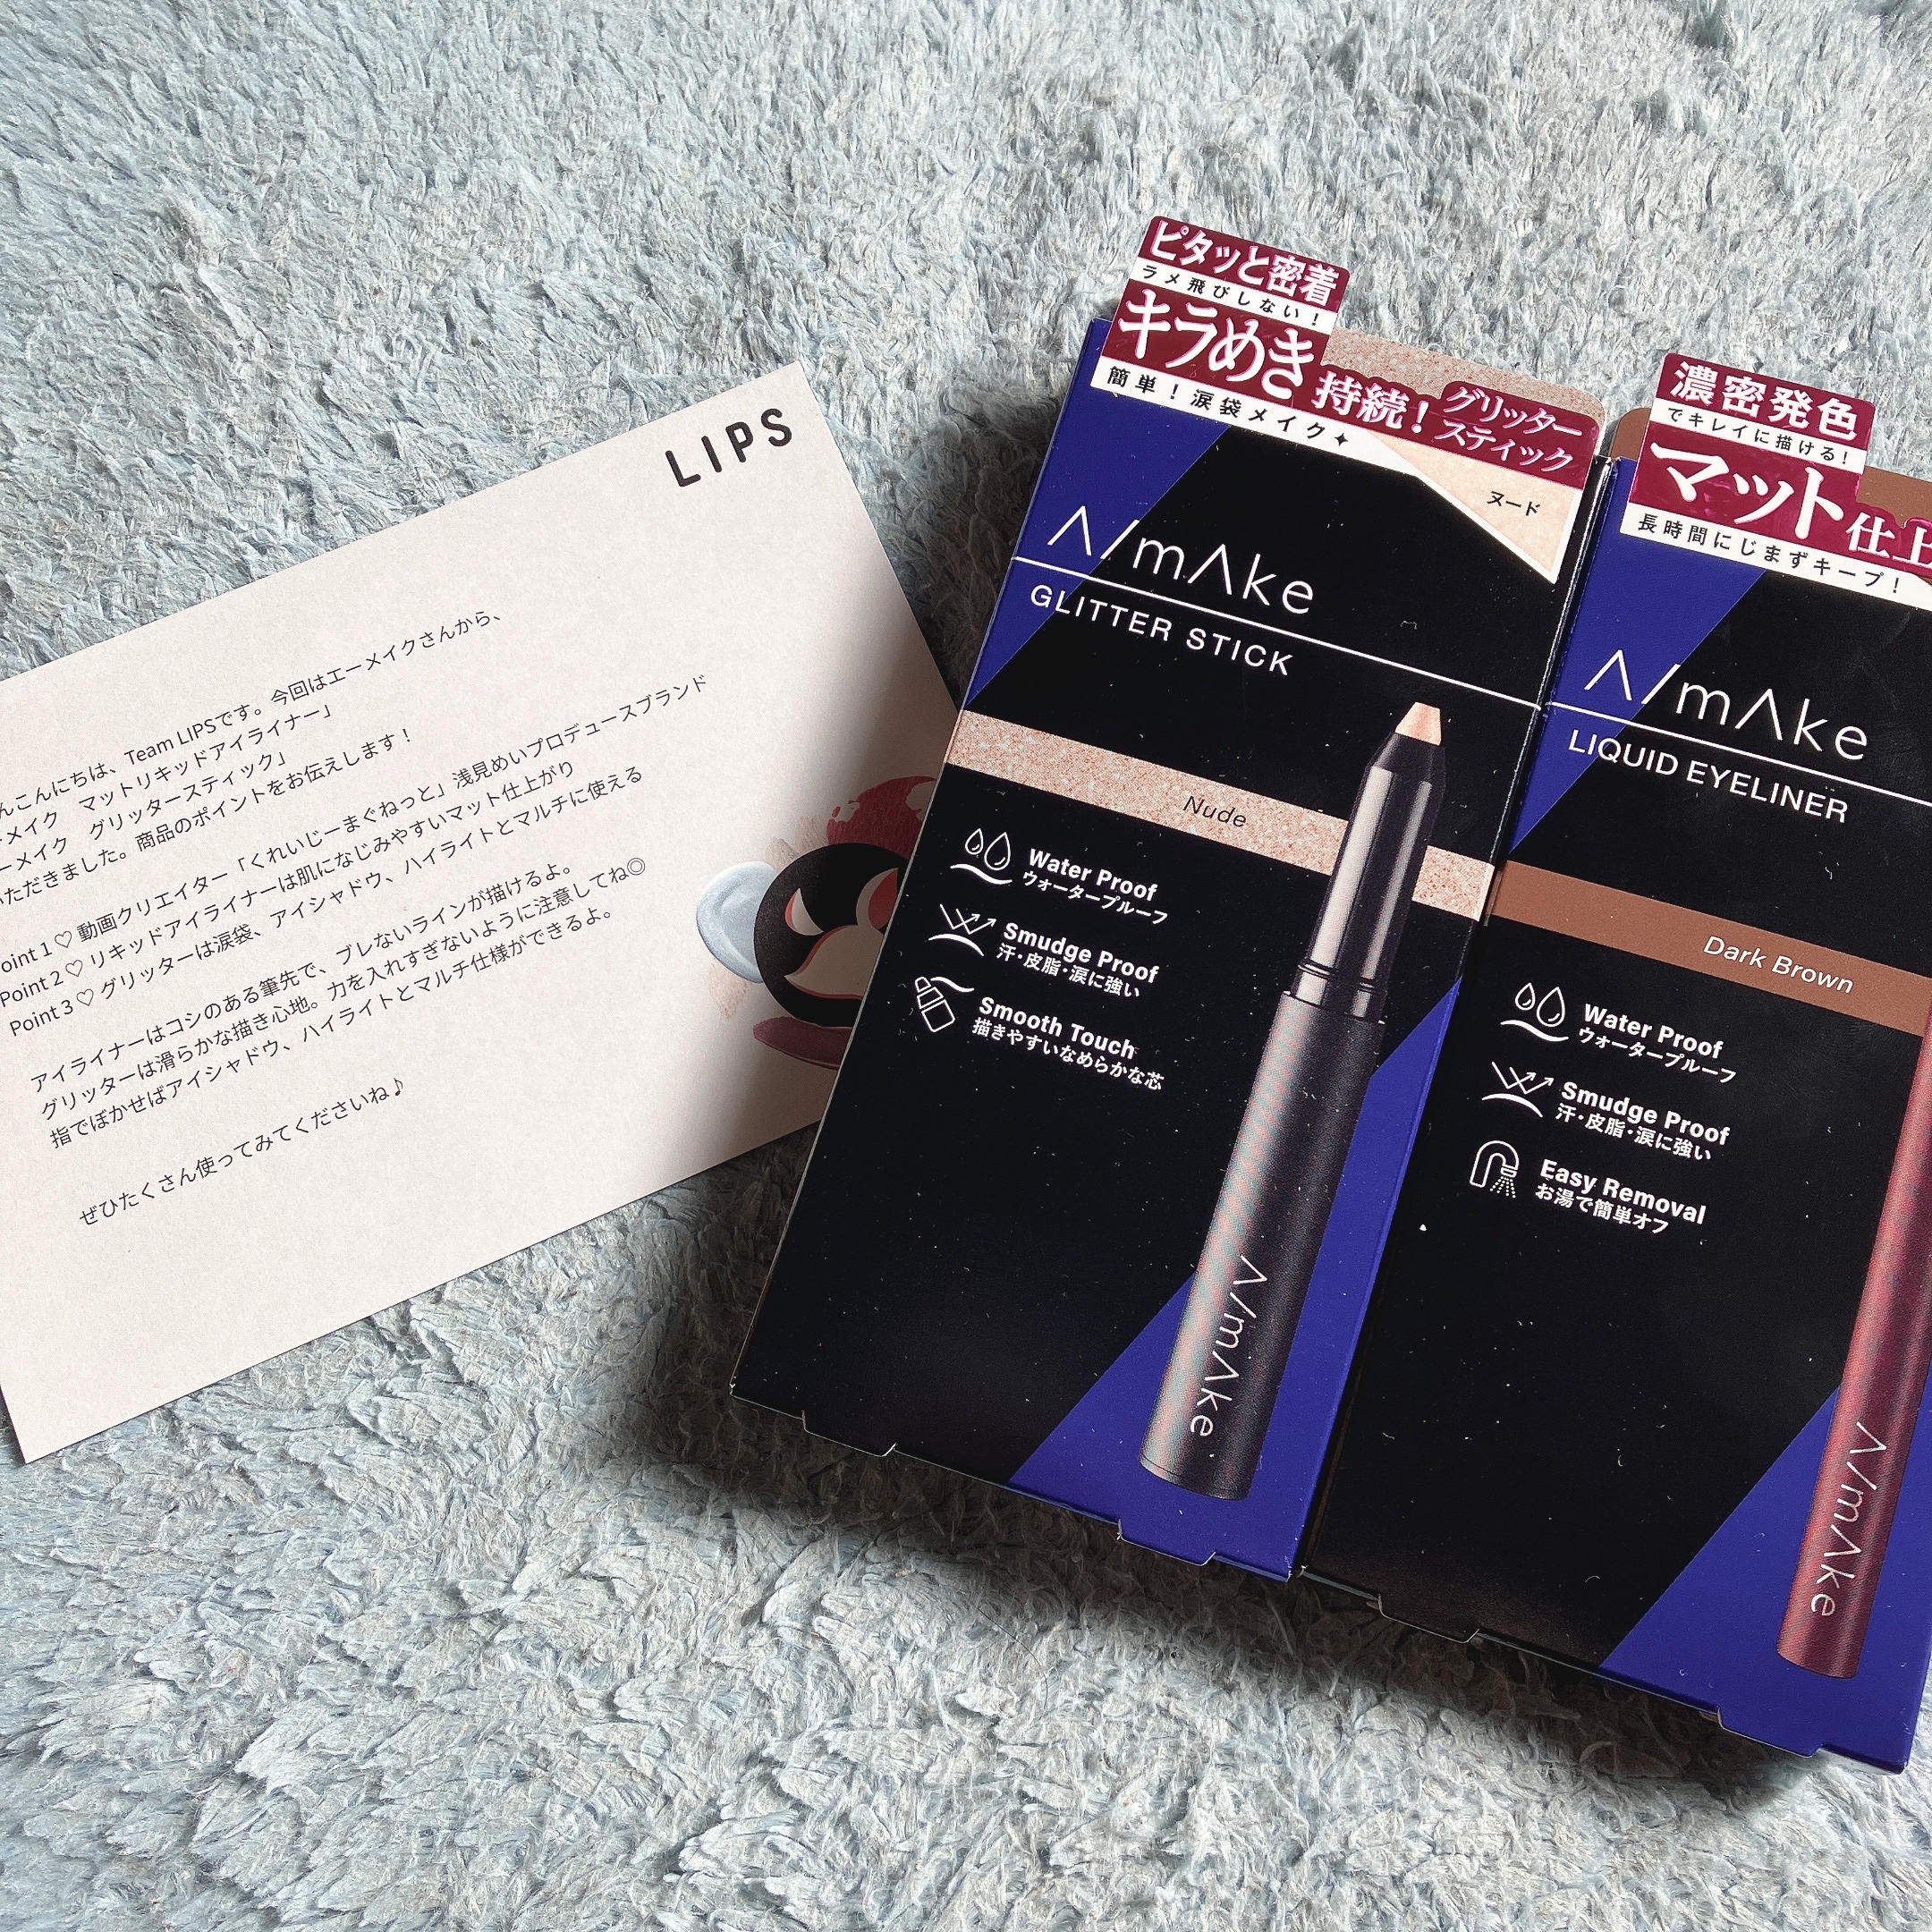 LIPS
んこんにちは、Team LIPSです。今回はエーメイクさんから、
ーメイク　マットリキッドアイライナー」
ーメイク　グリッタースティック」
いただきました。商品のポイントをお伝えします！
oint 1 ♡ 動画クリエイター「くれいじーまぐねっと」浅見めいプロデュースブランド
Point 2 ♡ リキッドアイライナーは肌になじみやすいマット仕上がり
Point 3 ♡ グリッターは涙袋、アイシャドウ、ハイライトとマルチに使える
アイライナーはコシのある筆先で、ブレないラインが描けるよ。
グリッターは滑らかな描き心地。力を入れすぎないように注意してね◎
指でぼかせばアイシャドウ、ハイライトとマルチ仕様ができるよ。
ぜひたくさん使ってみてくださいね♪
ピタッと密着
ラメ飛びしない！
キラめき持続！
グリッター
スティック
簡単！涙袋メイク✦
ヌード
A/mAke
GLITTER STICK
Nude
Water Proof
ウォータープルーフ
Smudge Proof
汗・皮脂・涙に強い
Smooth Touch
描きやすいなめらかな芯
A/mAke
濃密発色
でキレイに描ける！
マット仕上
長時間にじまずキープ！
A/mAke
LIQUID EYELINER
Dark Brown
Water Proof
ウォータープルーフ
Smudge Proof
汗・皮脂・涙に強い
Easy Removal
お湯で簡単オフ
A/mAke